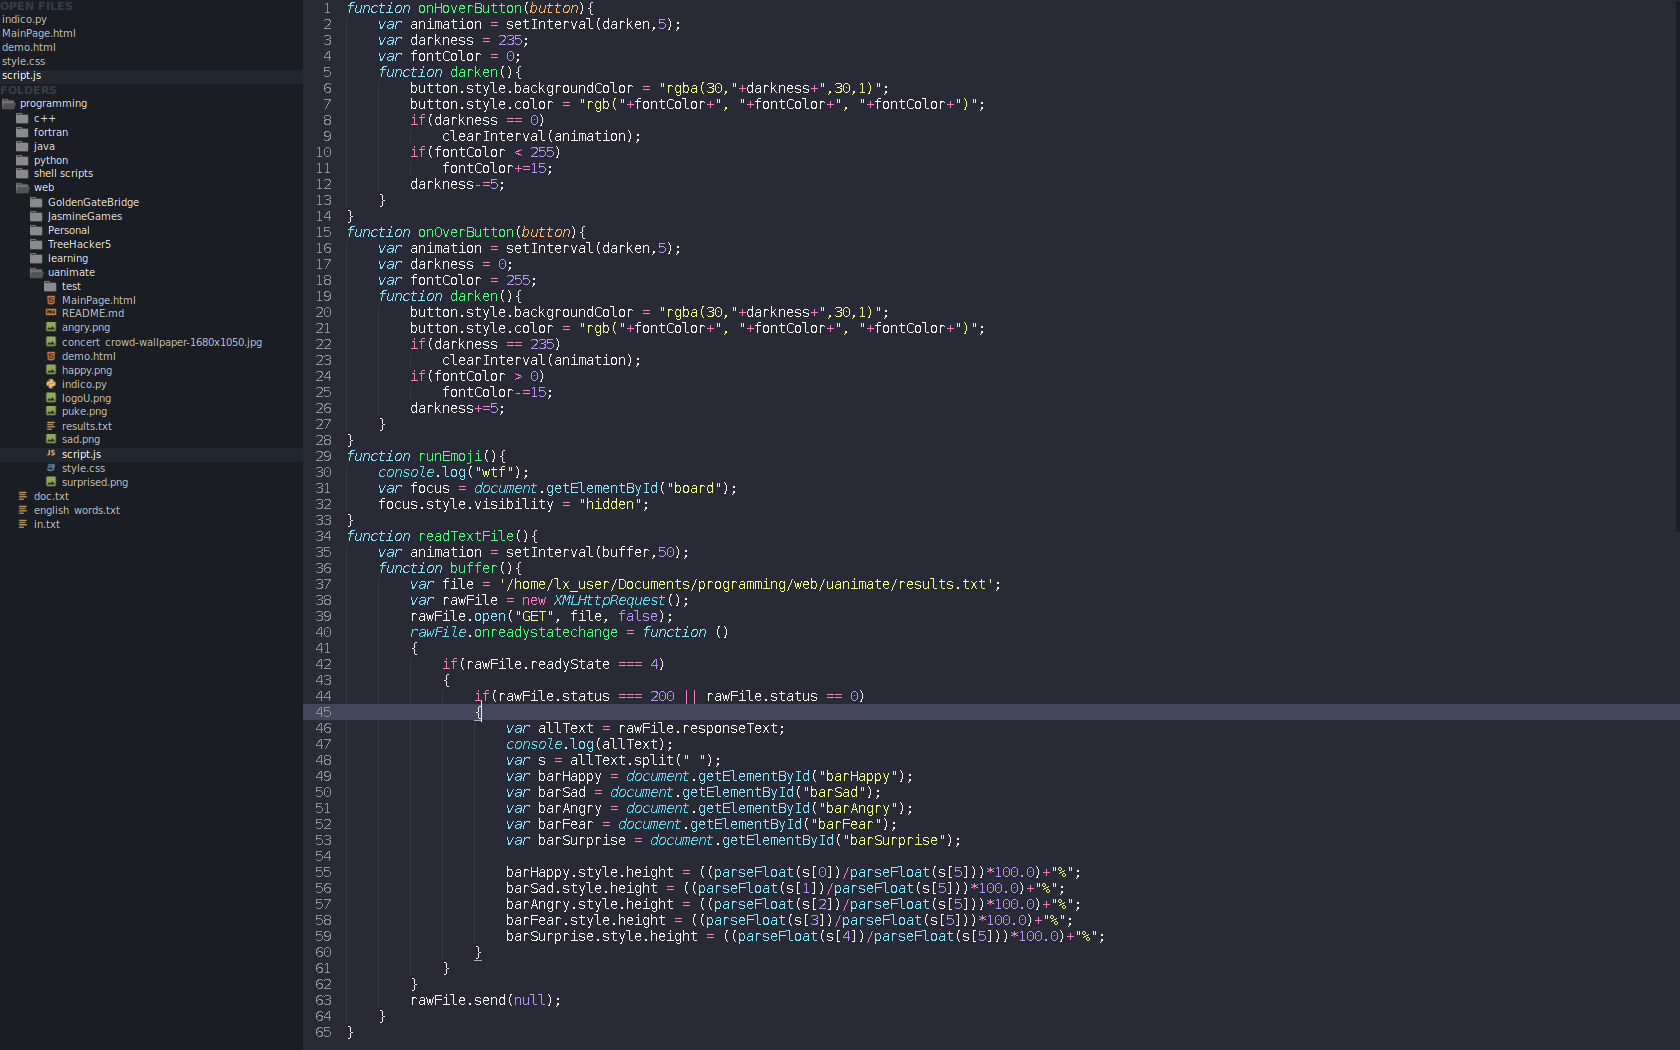 OPEN FILES
indico.py
MainPage.html
demo.html
style.css
script.js
FOLDERS
programming
c++
fortran
java
python
shell scripts
web
GoldenGateBridge
JasmineGames
Personal
TreeHacker5
learning
uanimate
test
MainPage.html
README.md
angry.png
concert crowd-wallpaper-1680x1050.jpg
demo.html
happy.png
indico.py
logoU.png
puke.png
results.txt
sad.png
JS script.js
style.css
surprised.png
doc.txt
english words.txt
in.txt
1 function onHoverButton(button){
2 var animation = setInterval(darken,5);
3 var darkness = 235;
4 var fontColor = 0;
5 function darken(){
6 button.style.backgroundColor = "rgba(30,"+darkness+",30,1)";
7 button.style.color = "rgb("+fontColor+", "+fontColor+", "+fontColor+")";
8 if(darkness == 0)
9 clearInterval(animation);
10 if(fontColor < 255)
11 fontColor+=15;
12 darkness-=5;
13 }
14 }
15 function onOverButton(button){
16 var animation = setInterval(darken,5);
17 var darkness = 0;
18 var fontColor = 255;
19 function darken(){
20 button.style.backgroundColor = "rgba(30,"+darkness+",30,1)";
21 button.style.color = "rgb("+fontColor+", "+fontColor+", "+fontColor+")";
22 if(darkness == 235)
23 clearInterval(animation);
24 if(fontColor > 0)
25 fontColor-=15;
26 darkness+=5;
27 }
28 }
29 function runEmoji(){
30 console.log("wtf");
31 var focus = document.getElementById("board");
32 focus.style.visibility = "hidden";
33 }
34 function readTextFile(){
35 var animation = setInterval(buffer,50);
36 function buffer(){
37 var file = '/home/lx_user/Documents/programming/web/uanimate/results.txt';
38 var rawFile = new XMLHttpRequest();
39 rawFile.open("GET", file, false);
40 rawFile.onreadystatechange = function ()
41 {
42 if(rawFile.readyState === 4)
43 {
44 if(rawFile.status === 200 || rawFile.status == 0)
45 {
46 var allText = rawFile.responseText;
47 console.log(allText);
48 var s = allText.split(" ");
49 var barHappy = document.getElementById("barHappy");
50 var barSad = document.getElementById("barSad");
51 var barAngry = document.getElementById("barAngry");
52 var barFear = document.getElementById("barFear");
53 var barSurprise = document.getElementById("barSurprise");
54
55 barHappy.style.height = ((parseFloat(s[0])/parseFloat(s[5]))*100.0)+"%";
56 barSad.style.height = ((parseFloat(s[1])/parseFloat(s[5]))*100.0)+"%";
57 barAngry.style.height = ((parseFloat(s[2])/parseFloat(s[5]))*100.0)+"%";
58 barFear.style.height = ((parseFloat(s[3])/parseFloat(s[5]))*100.0)+"%";
59 barSurprise.style.height = ((parseFloat(s[4])/parseFloat(s[5]))*100.0)+"%";
60 }
61 }
62 }
63 rawFile.send(null);
64 }
65 }